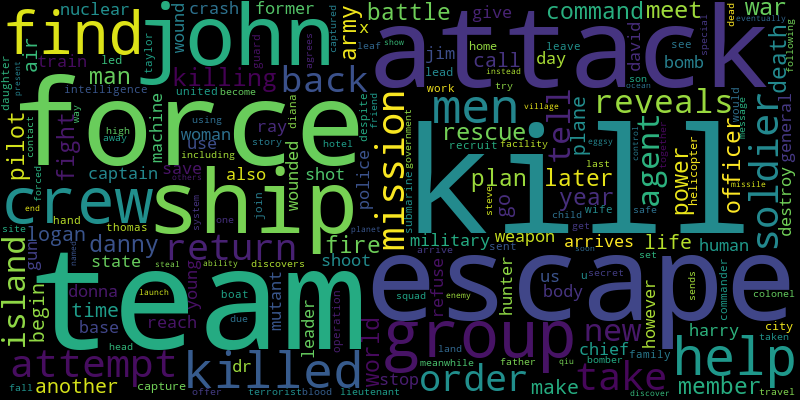 nuclear
crash
former
battle
give
command
meet
war
find
john
wound
air
army
x
attack
daughter
train
led
man
killing
back
taylor
captured
guard
agrees
leaf
show
call
home
instead
jim
lead
work
try
day
leave
david
see
bomb
son
ocean
special
dead
death
following
eventually
intelligence
united
become
force
men
tell
reveals
pilot
contact
way
present
fight
machine
using
high
away
woman
use
including
ray
story
diana
wounded
despite
friend
hotel
police
mission
government
submarine
rescue
recruit
village
facility
eggsy
plane
agent
last
would
control
together
power
helicopter
officer
message
soldier
general
destroy
missile
crew
captain
save
others
also
shot
plan
later
go
steve
year
child
wife
get
safe
kill
site
end
forced
hand
thomas
ship
system
one
join
fire
military
weapon
sent
arrives
life
human
island
gun
logan
danny
return
shoot
planet
arrive
begin
state
named
steal
ability
discovers
escape
donna
time
base
young
boat
due
mutant
leader
operation
refuse
squad
enemy
hunter
us
body
u
secret
soon
set
however
sends
commander
colonel
team
launch
reach
head
world
group
new
chief
family
harry
city
taken
attempt
another
fall
capture
killed
offer
dr
terrorist
blood
lieutenant
stop
meanwhile
land
father
qiu
bomber
order
make
take
discover
member
help
travel